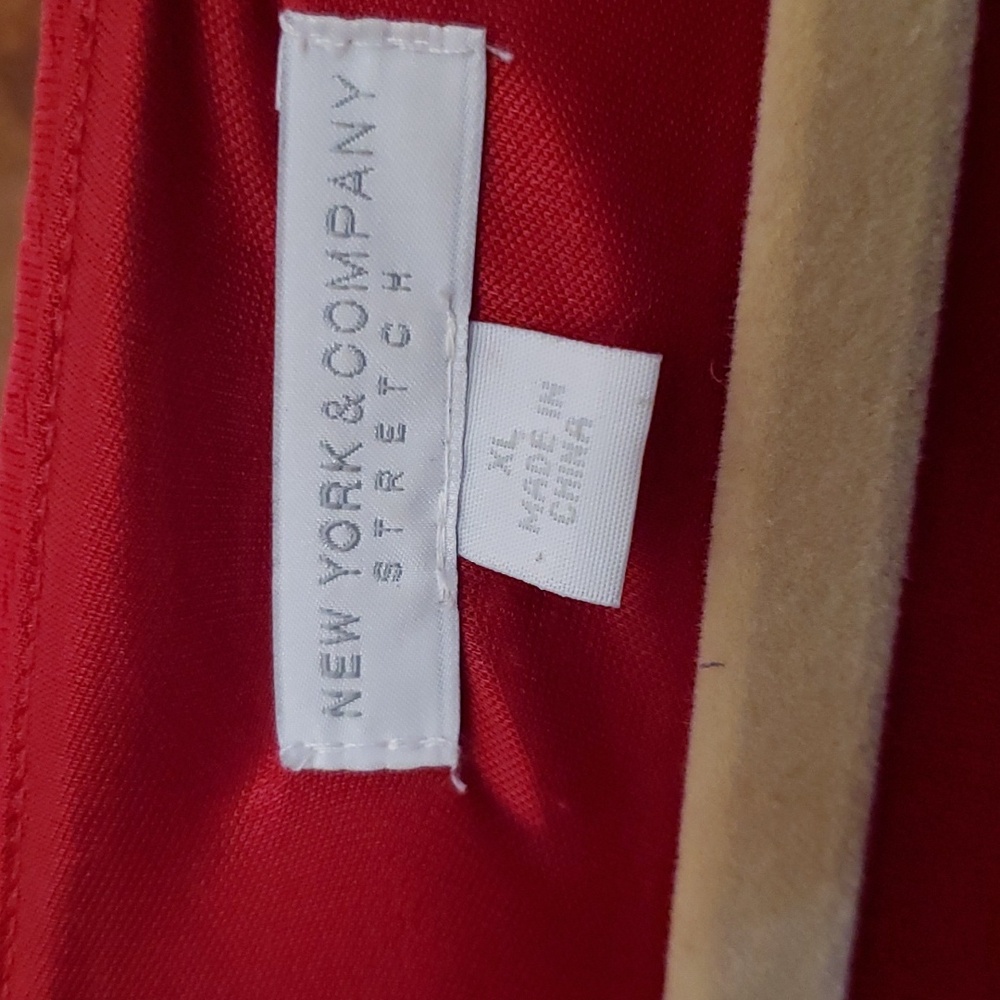 NEW YORK & COMPANY
STRETCH
XL
MADE IN
CHINA